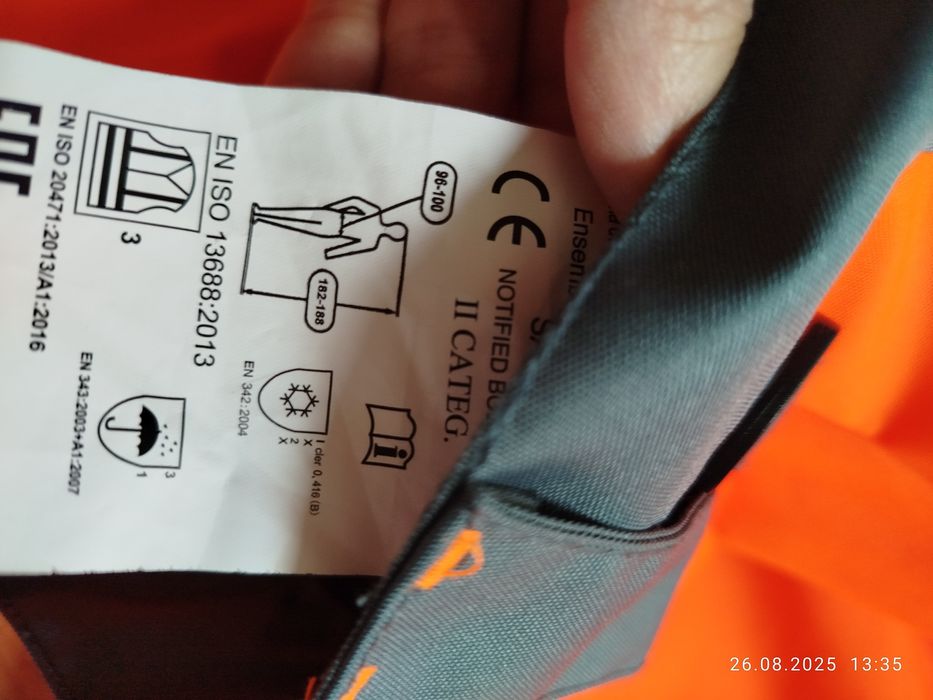 CE NOTIFIED
II CATEG.
96-100
182-188
i
I cler 0, 416 (B)
X
2
X
EN 342:2004
EN ISO 13688:2013
3
3
1
EN 343:2003+A1:2007
EN ISO 20471:2013/A1:2016
EAC
26.08.2025 13:35